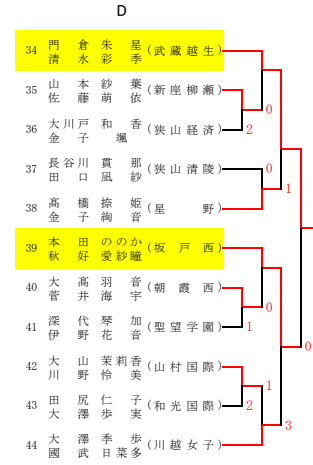 D
34 門倉朱星 (武蔵越生)
清水彩季
35 山本紗葉 (新座柳瀬)
佐藤萌依
0
36 大川戸和香 (狭山経済)
金子颯
2
37 長谷川貫那 (狭山清陵)
田口凪紗
0
1
38 髙橋捺姫 (星野)
金子絢音
39 本田ののか (坂戸西)
秋好愛紗瞳
40 大髙羽音 (朝霞西)
菅井海宇
0
41 深代琴加 (聖望学園)
伊野花音
1
0
42 大山茉莉香 (山村国際)
川野怜美
1
43 田尻仁子 (和光国際)
大澤歩実
2
3
44 大澤季歩 (川越女子)
國武日菜多